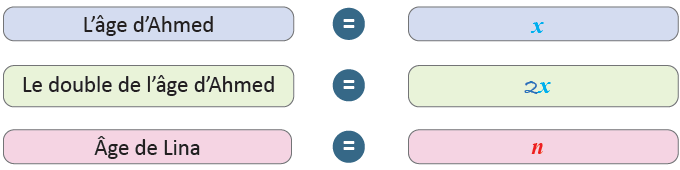 L'âge d'Ahmed = x
Le double de l'âge d'Ahmed = 2x
Âge de Lina = n